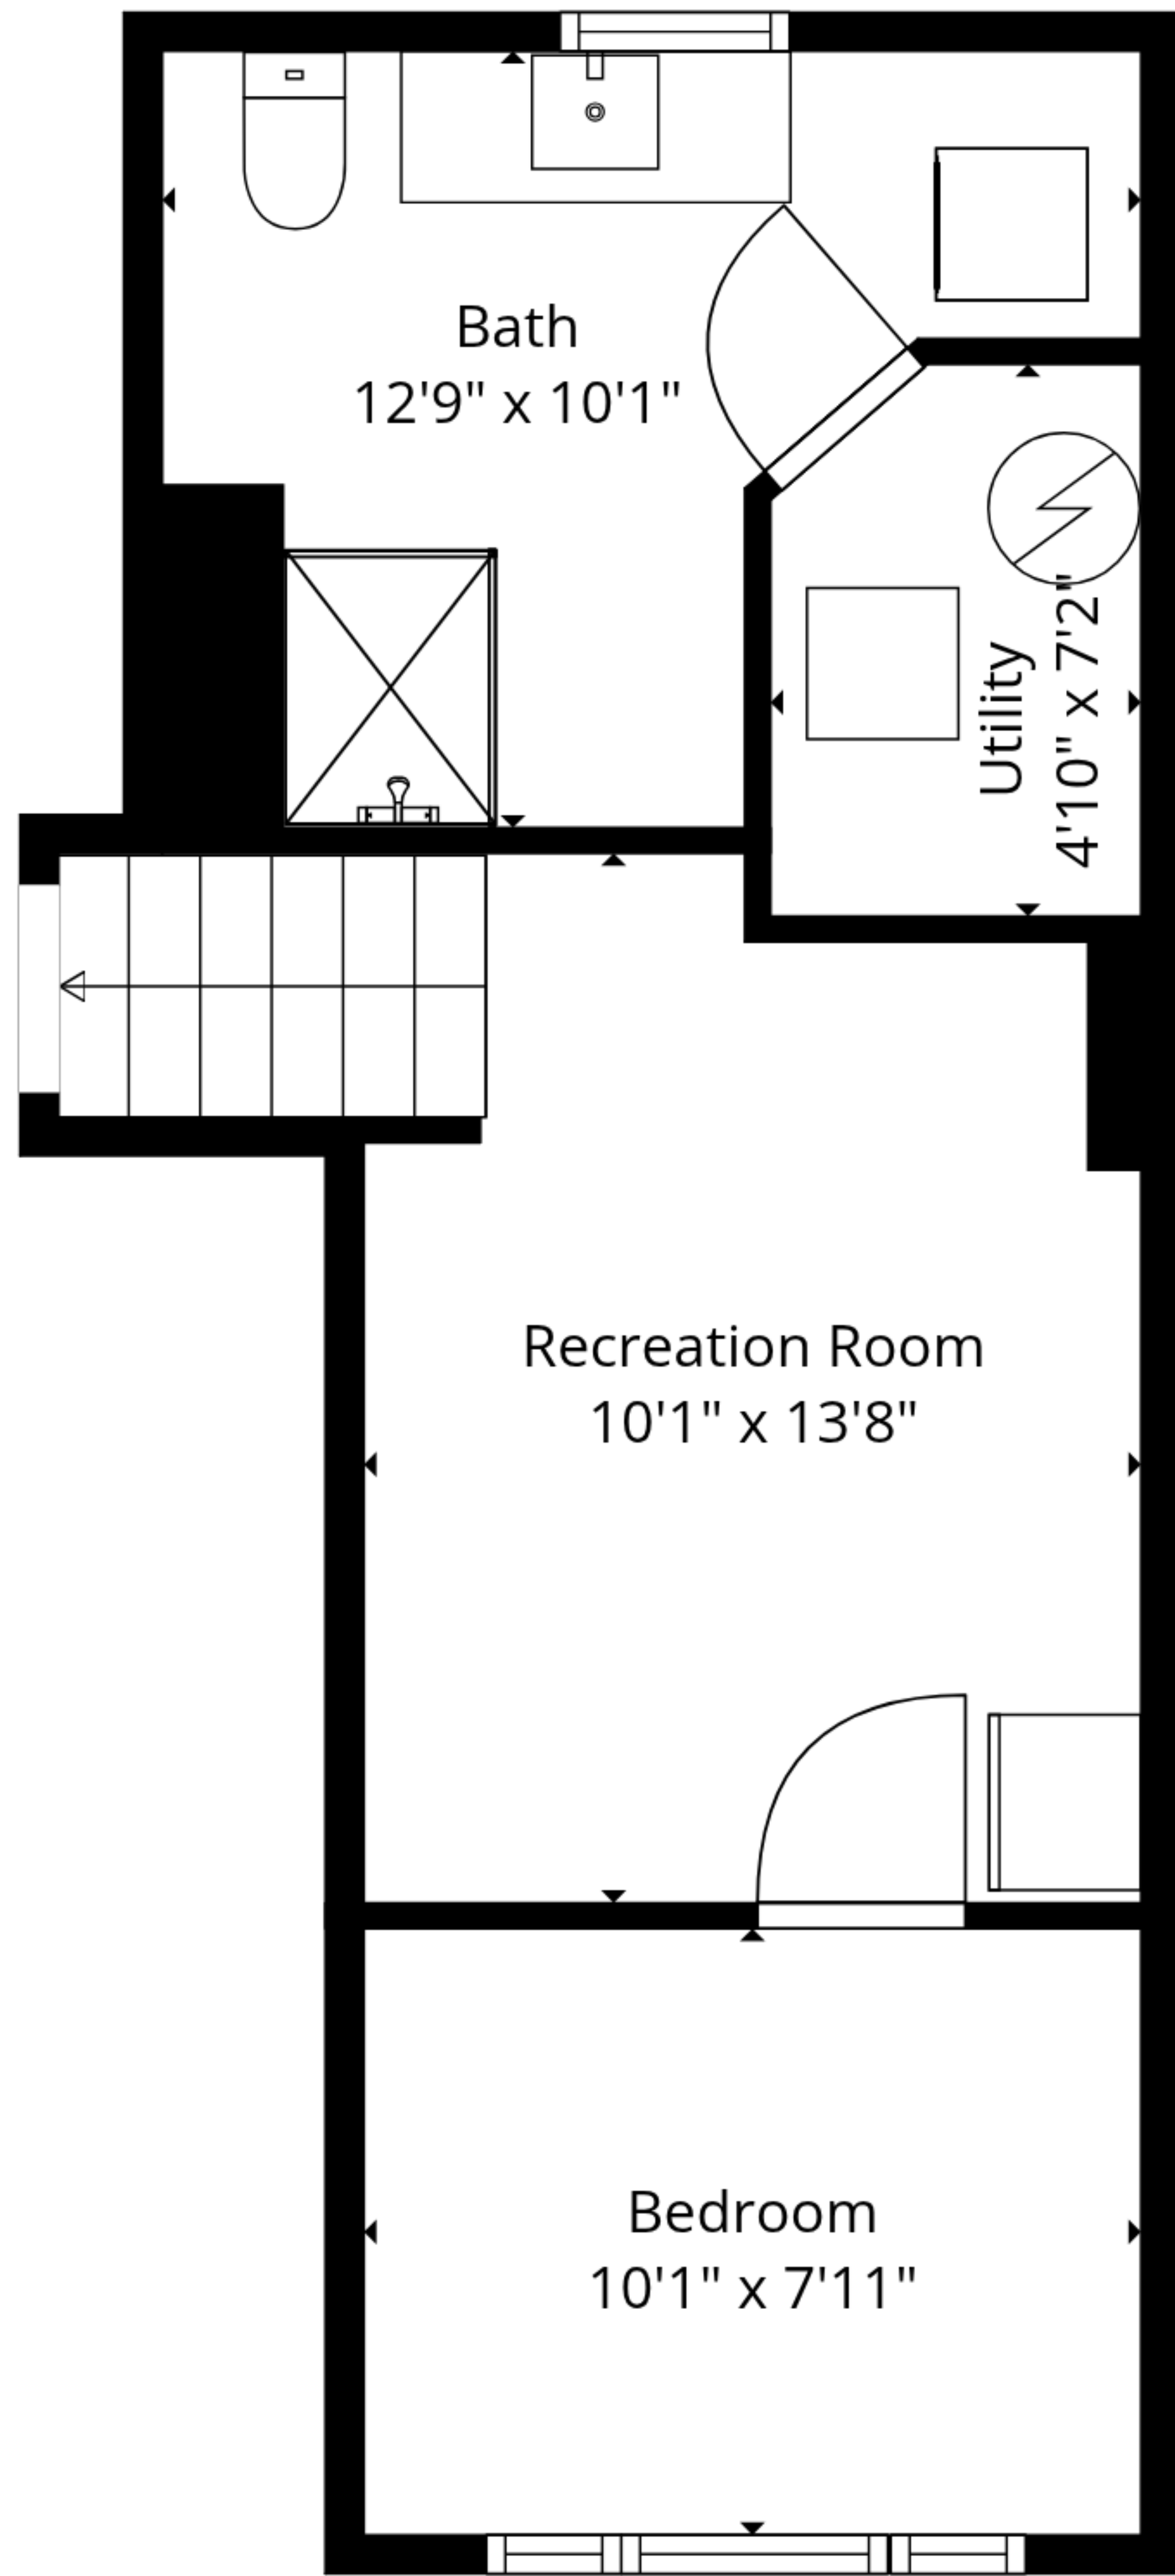 Bath
12'9" x 10'1"
Utility
4'10" x 7'2"
Recreation Room
10'1" x 13'8"
Bedroom
10'1" x 7'11"